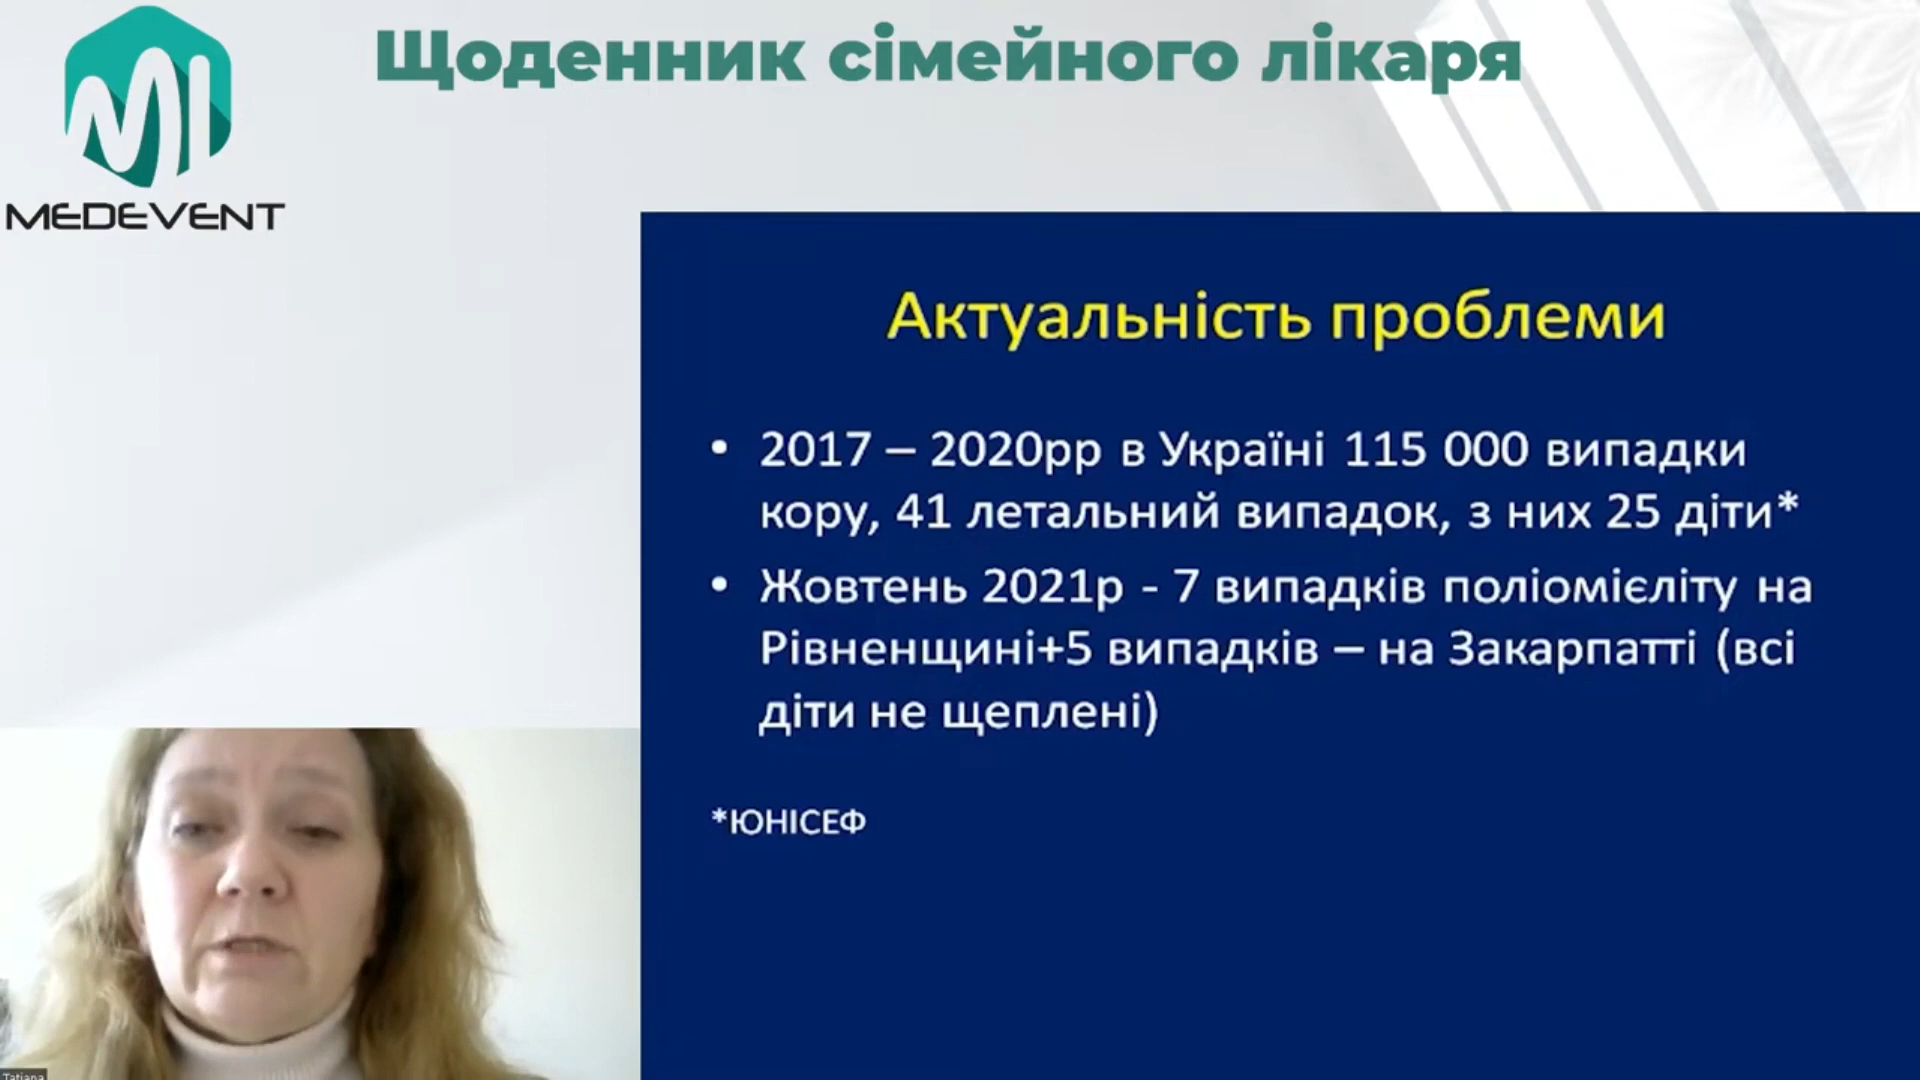 Щоденник сімейного лікаря
MEDEVENT
Актуальність проблеми
• 2017 – 2020рр в Україні 115 000 випадки
кору, 41 летальний випадок, з них 25 діти*
• Жовтень 2021р - 7 випадків поліомієліту на
Рівненщині+5 випадків – на Закарпатті (всі
діти не щеплені)
*ЮНІСЕФ
Tatiana